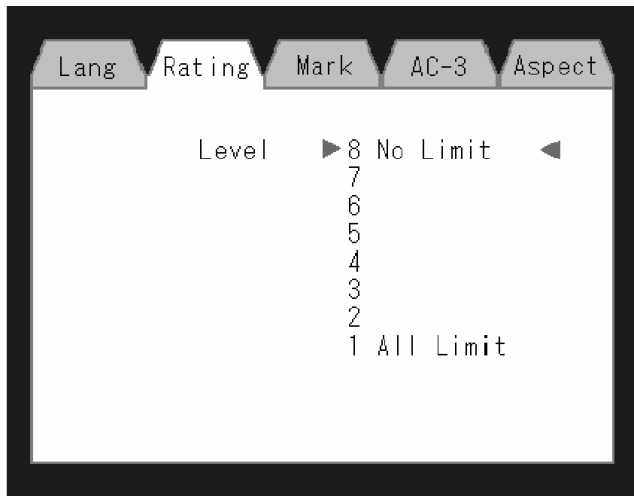 Lang Rating Mark AC-3 Aspect
Level ▶ 8 No Limit ◀
7
6
5
4
3
2
1 All Limit